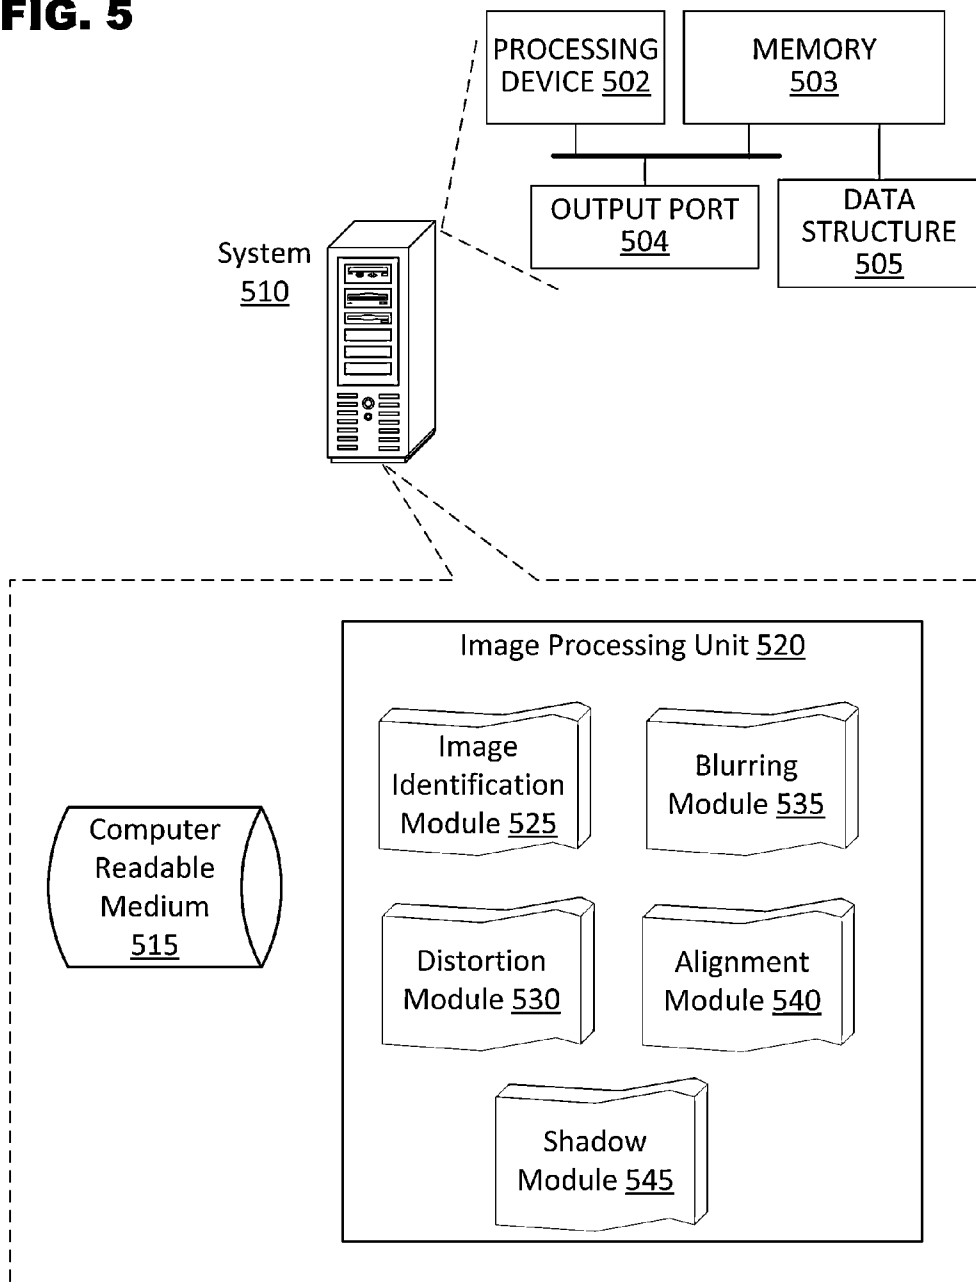 FIG. 5
PROCESSING
DEVICE 502
MEMORY
503
OUTPUT PORT
504
DATA
STRUCTURE
505
System
510
Image Processing Unit 520
Image
Identification
Module 525
Blurring
Module 535
Computer
Readable
Medium
515
Distortion
Module 530
Alignment
Module 540
Shadow
Module 545